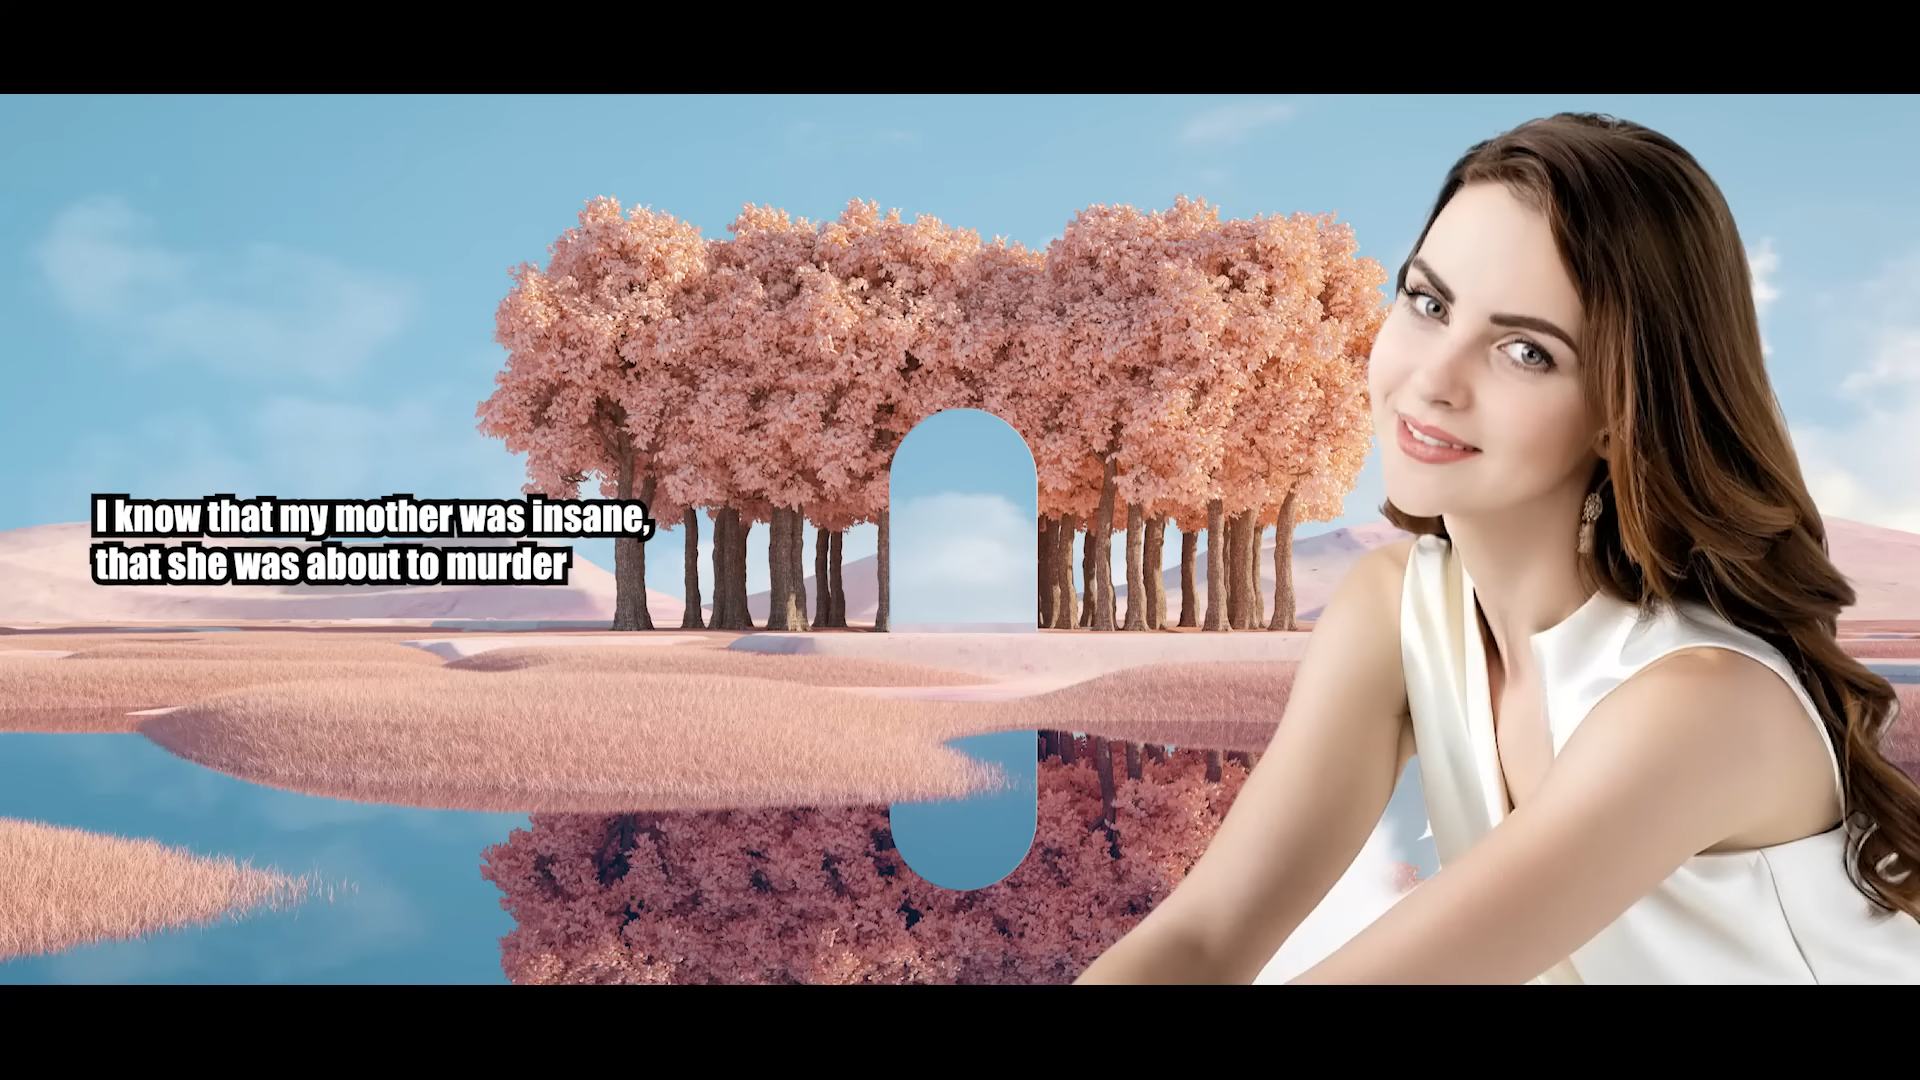 I know that my mother was insane,
that she was about to murder